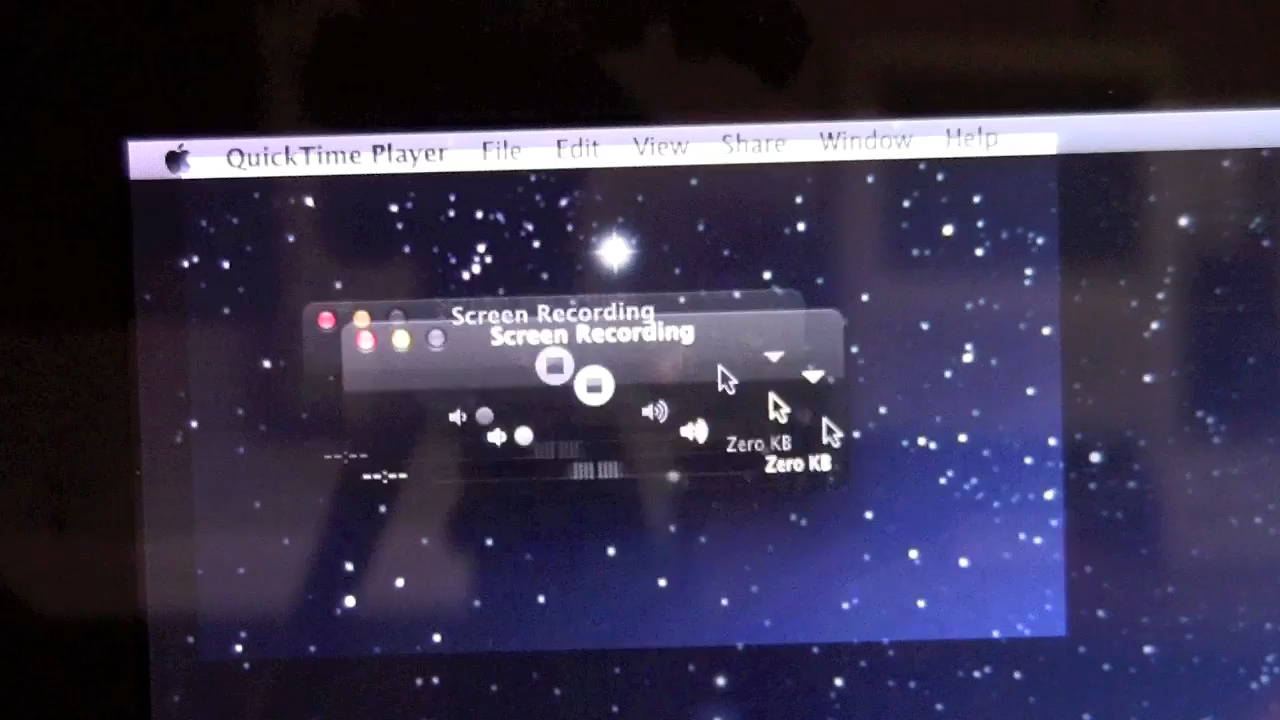 QuickTime Player File Edit View Share Window Help
Screen Recording
Screen Recording
Zero KB
--:--
Zero KB
--:--